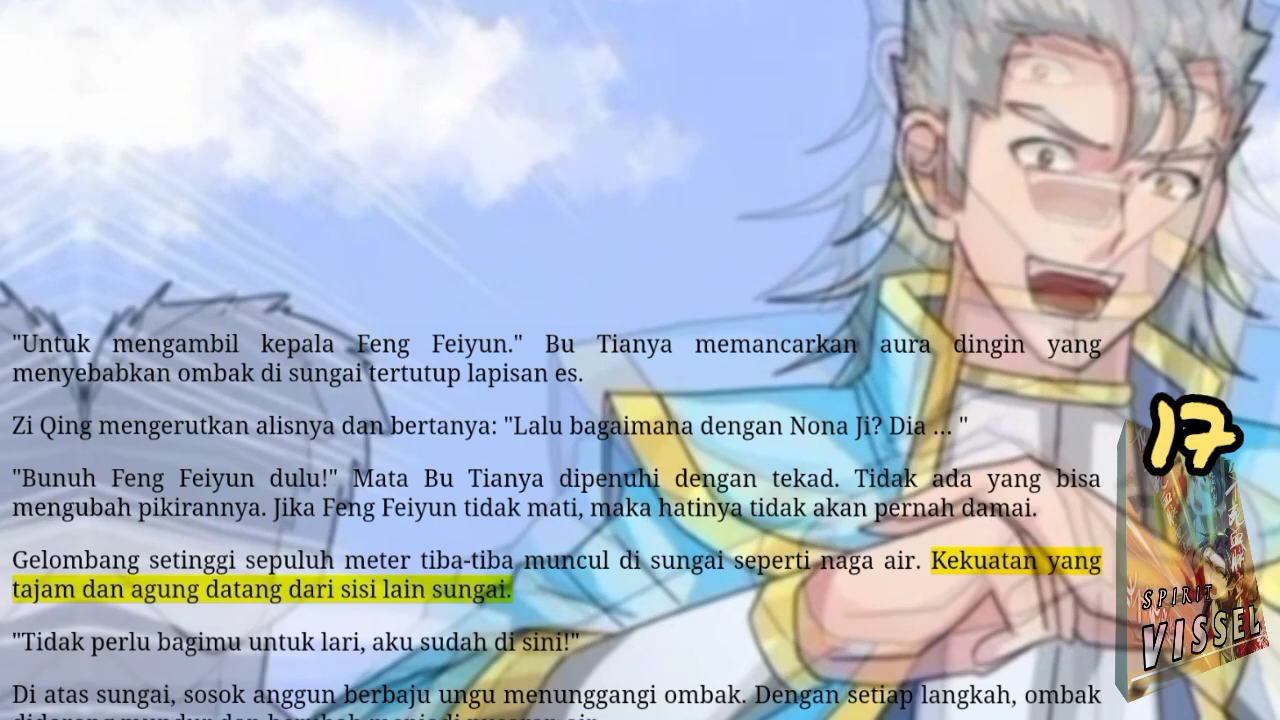 "Untuk mengambil kepala Feng Feiyun." Bu Tianya memancarkan aura dingin yang
menyebabkan ombak di sungai tertutup lapisan es.
Zi Qing mengerutkan alisnya dan bertanya: "Lalu bagaimana dengan Nona Ji? Dia ... "
"Bunuh Feng Feiyun dulu!" Mata Bu Tianya dipenuhi dengan tekad. Tidak ada yang bisa
mengubah pikirannya. Jika Feng Feiyun tidak mati, maka hatinya tidak akan pernah damai.
Gelombang setinggi sepuluh meter tiba-tiba muncul di sungai seperti naga air. Kekuatan yang
tajam dan agung datang dari sisi lain sungai.
"Tidak perlu bagimu untuk lari, aku sudah di sini!"
Di atas sungai, sosok anggun berbaju ungu menunggangi ombak. Dengan setiap langkah, ombak
17
SPIRIT
VISSEL